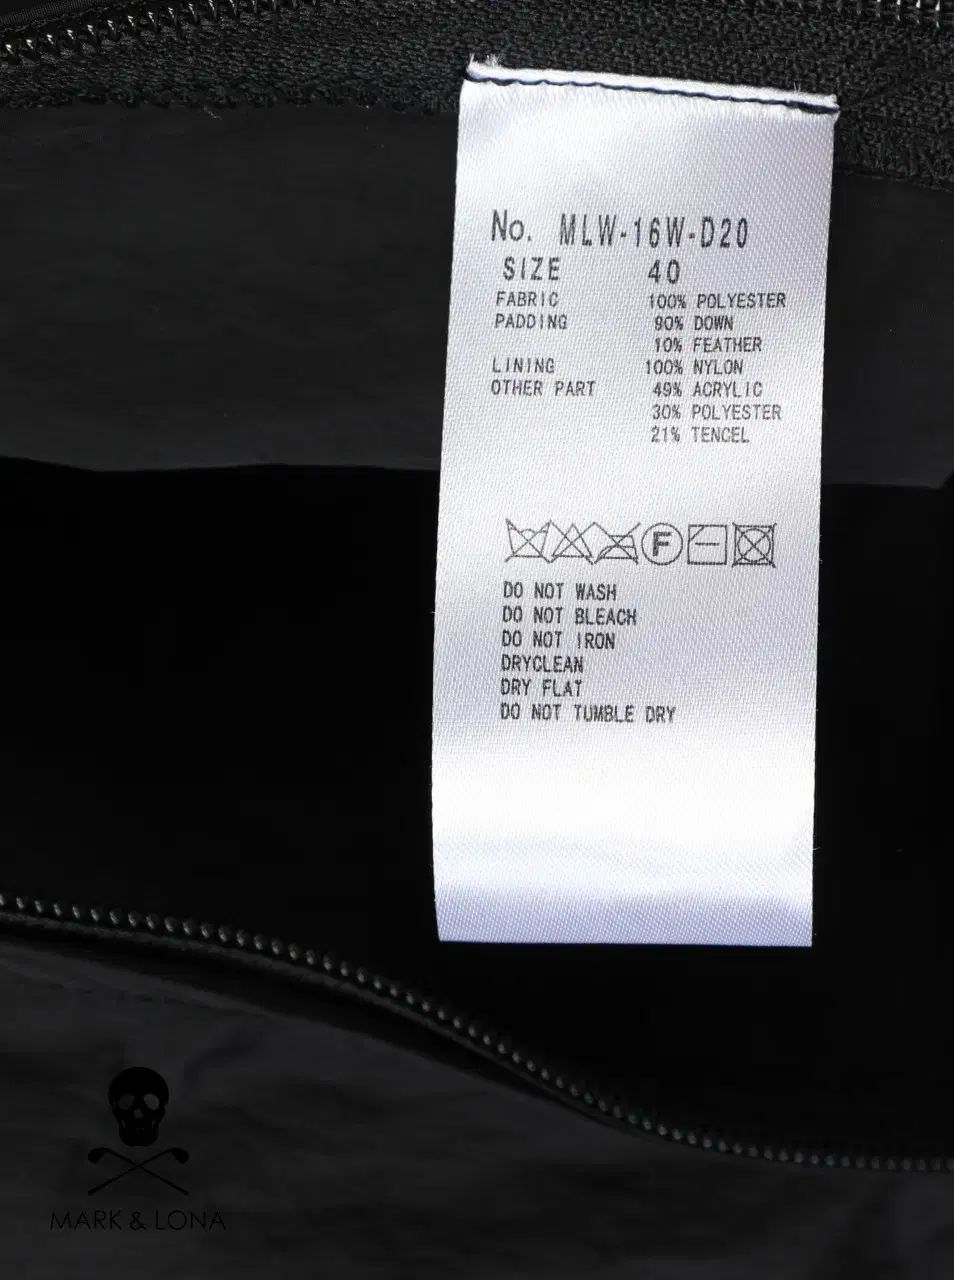 No. MLW-16W-D20
SIZE 40
FABRIC 100% POLYESTER
PADDING 90% DOWN
10% FEATHER
LINING 100% NYLON
OTHER PART 49% ACRYLIC
30% POLYESTER
21% TENCEL
F
DO NOT WASH
DO NOT BLEACH
DO NOT IRON
DRYCLEAN
DRY FLAT
DO NOT TUMBLE DRY
MARK & LONA